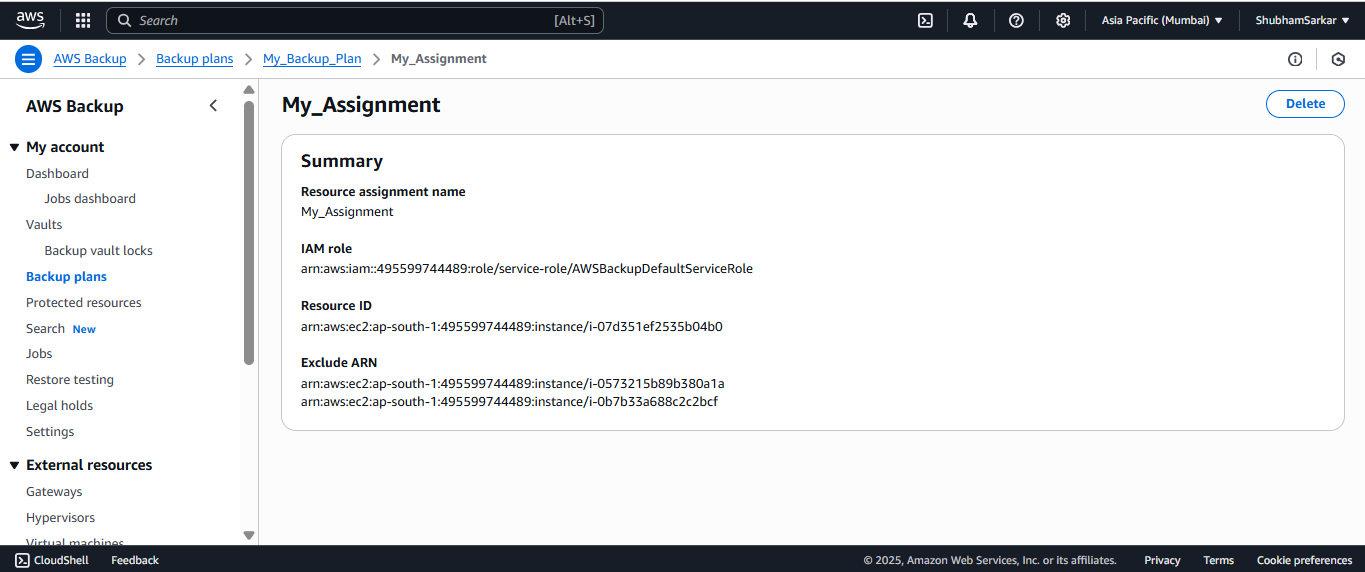 aws
Search [Alt+S]
Asia Pacific (Mumbai) ▼
ShubhamSarkar ▼
AWS Backup > Backup plans > My_Backup_Plan > My_Assignment
AWS Backup
My account
Dashboard
Jobs dashboard
Vaults
Backup vault locks
Backup plans
Protected resources
Search New
Jobs
Restore testing
Legal holds
Settings
External resources
Gateways
Hypervisors
Virtual machines
My_Assignment
Delete
Summary
Resource assignment name
My_Assignment
IAM role
arn:aws:iam::495599744489:role/service-role/AWSBackupDefaultServiceRole
Resource ID
arn:aws:ec2:ap-south-1:495599744489:instance/i-07d351ef2535b04b0
Exclude ARN
arn:aws:ec2:ap-south-1:495599744489:instance/i-0573215b89b380a1a
arn:aws:ec2:ap-south-1:495599744489:instance/i-0b7b33a688c2c2bcf
CloudShell Feedback
© 2025, Amazon Web Services, Inc. or its affiliates. Privacy Terms Cookie preferences